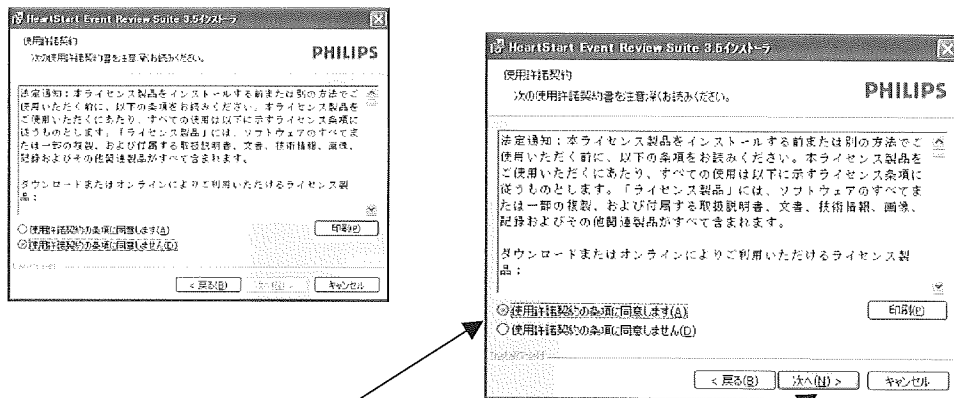 HeartStart Event Review Suite 3.5インストーラ
使用許諾契約
次の使用許諾契約書を注意深くお読みください。
PHILIPS
法定通知：本ライセンス製品をインストールする前または別の方法でご
使用いただく前に、以下の条項をお読みください。本ライセンス製品を
ご使用いただくにあたり、すべての使用は以下に示すライセンス条項に
従うものとします。「ライセンス製品」には、ソフトウェアのすべてま
たは一部の複製、および付属する取扱説明書、文書、技術情報、画像、
記録およびその他関連製品がすべて含まれます。
ダウンロードまたはオンラインによりご利用いただけるライセンス製
品：
使用許諾契約の条項に同意します(A)
使用許諾契約の条項に同意しません(D)
印刷(P)
< 戻る(B)
次へ(N) >
キャンセル
HeartStart Event Review Suite 3.5インストーラ
使用許諾契約
次の使用許諾契約書を注意深くお読みください。
PHILIPS
法定通知：本ライセンス製品をインストールする前または別の方法でご
使用いただく前に、以下の条項をお読みください。本ライセンス製品を
ご使用いただくにあたり、すべての使用は以下に示すライセンス条項に
従うものとします。「ライセンス製品」には、ソフトウェアのすべてま
たは一部の複製、および付属する取扱説明書、文書、技術情報、画像、
記録およびその他関連製品がすべて含まれます。
ダウンロードまたはオンラインによりご利用いただけるライセンス製
品：
使用許諾契約の条項に同意します(A)
使用許諾契約の条項に同意しません(D)
印刷(P)
< 戻る(B)
次へ(N) >
キャンセル